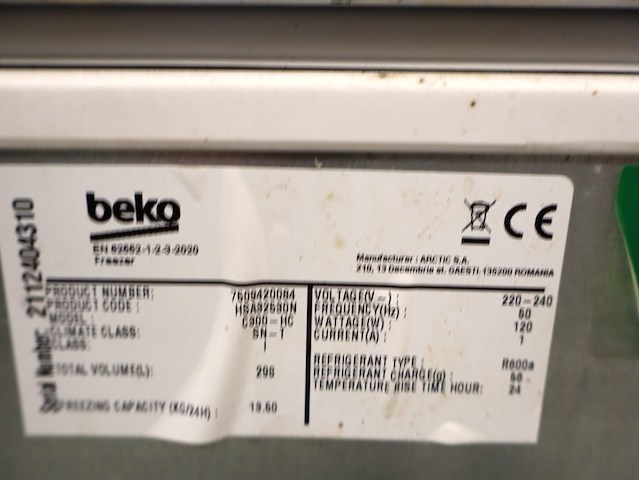 beko
EN 62552-1-2-3-2020
Freezer
CE
Manufacturer : ARCTIC S.A.
210, 13 Decembrie st. GAESTI, 135200 ROMANIA
Serial Number: 2112404310
PRODUCT NUMBER: 7509420084
PRODUCT CODE : HSA32530N
MODEL: C300-HC
CLIMATE CLASS: SN-T
CLASS: I
TOTAL VOLUME(L): 298
FREEZING CAPACITY (KG/24H) : 19.50
VOLTAGE(V~): 220-240
FREQUENCY(Hz): 50
WATTAGE(W): 120
CURRENT(A): 1
REFRIGERANT TYPE : R600a
REFRIGERANT CHARGE(g) :
TEMPERATURE RISE TIME HOUR: 24